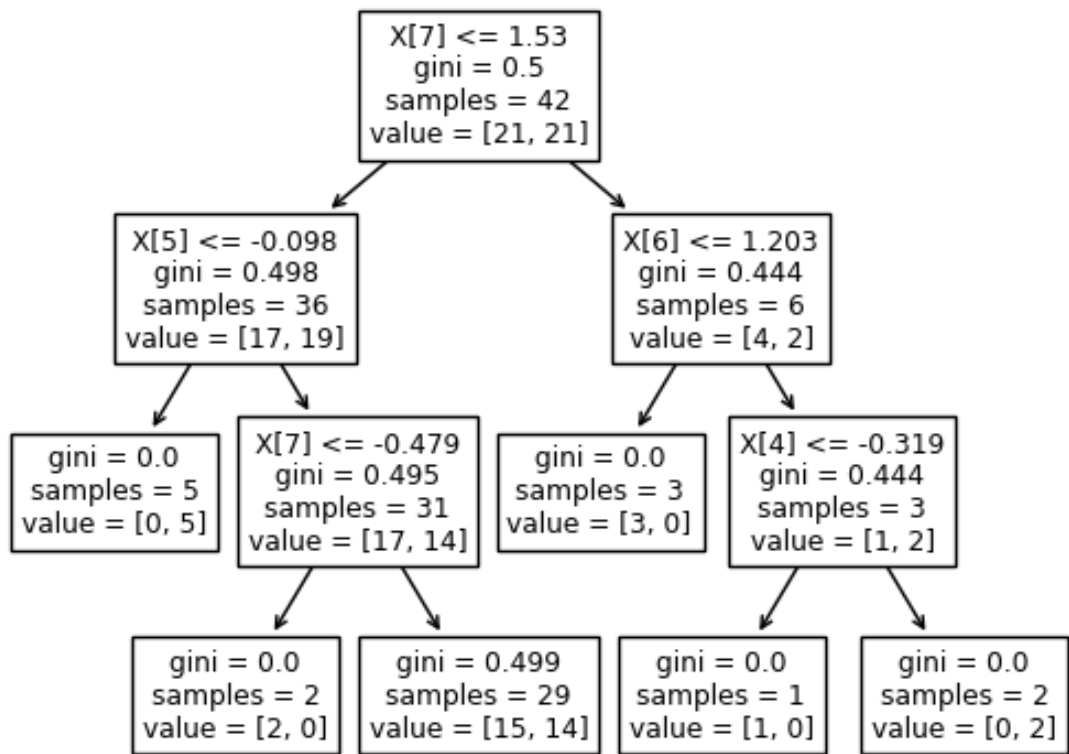 X[7] <= 1.53
gini = 0.5
samples = 42
value = [21, 21]
X[5] <= -0.098
gini = 0.498
samples = 36
value = [17, 19]
X[6] <= 1.203
gini = 0.444
samples = 6
value = [4, 2]
gini = 0.0
samples = 5
value = [0, 5]
X[7] <= -0.479
gini = 0.495
samples = 31
value = [17, 14]
gini = 0.0
samples = 3
value = [3, 0]
X[4] <= -0.319
gini = 0.444
samples = 3
value = [1, 2]
gini = 0.0
samples = 2
value = [2, 0]
gini = 0.499
samples = 29
value = [15, 14]
gini = 0.0
samples = 1
value = [1, 0]
gini = 0.0
samples = 2
value = [0, 2]